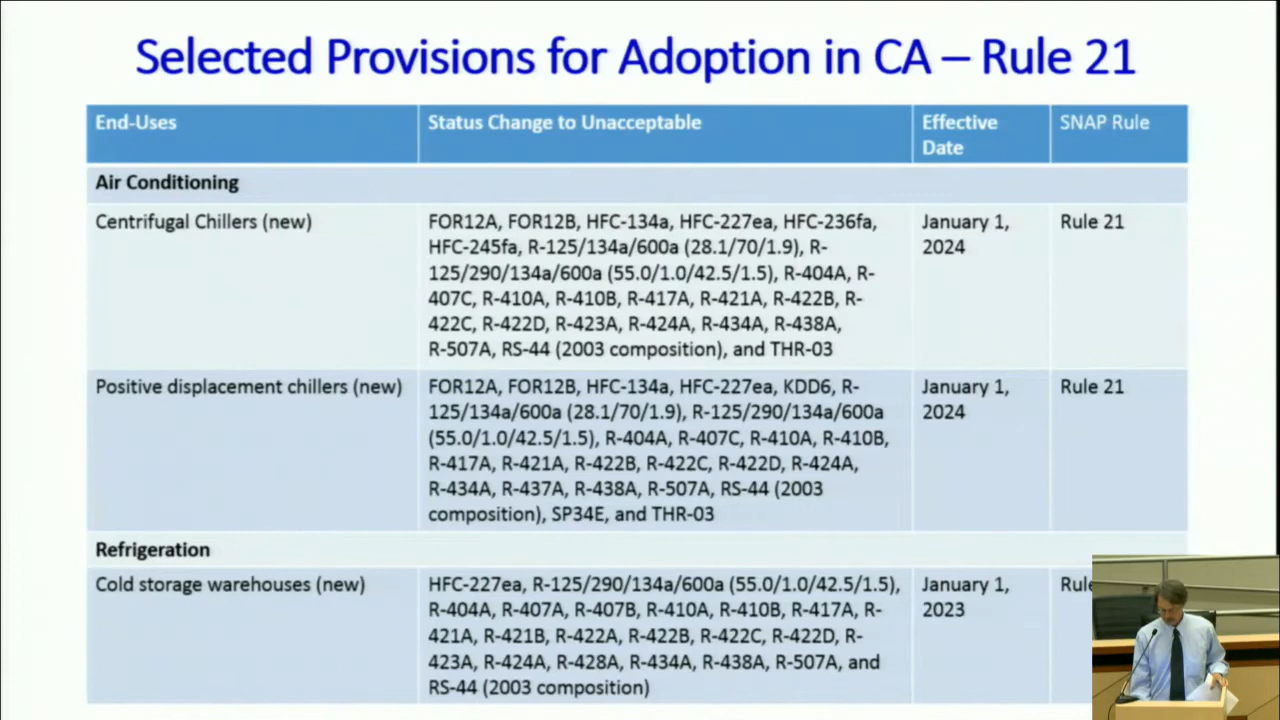 Selected Provisions for Adoption in CA – Rule 21
End-Uses
Status Change to Unacceptable
Effective
Date
SNAP Rule
Air Conditioning
Centrifugal Chillers (new)
FOR12A, FOR12B, HFC-134a, HFC-227ea, HFC-236fa,
HFC-245fa, R-125/134a/600a (28.1/70/1.9), R-
125/290/134a/600a (55.0/1.0/42.5/1.5), R-404A, R-
407C, R-410A, R-410B, R-417A, R-421A, R-422B, R-
422C, R-422D, R-423A, R-424A, R-434A, R-438A,
R-507A, RS-44 (2003 composition), and THR-03
January 1,
2024
Rule 21
Positive displacement chillers (new)
FOR12A, FOR12B, HFC-134a, HFC-227ea, KDD6, R-
125/134a/600a (28.1/70/1.9), R-125/290/134a/600a
(55.0/1.0/42.5/1.5), R-404A, R-407C, R-410A, R-410B,
R-417A, R-421A, R-422B, R-422C, R-422D, R-424A,
R-434A, R-437A, R-438A, R-507A, RS-44 (2003
composition), SP34E, and THR-03
January 1,
2024
Rule 21
Refrigeration
Cold storage warehouses (new)
HFC-227ea, R-125/290/134a/600a (55.0/1.0/42.5/1.5),
R-404A, R-407A, R-407B, R-410A, R-410B, R-417A, R-
421A, R-421B, R-422A, R-422B, R-422C, R-422D, R-
423A, R-424A, R-428A, R-434A, R-438A, R-507A, and
RS-44 (2003 composition)
January 1,
2023